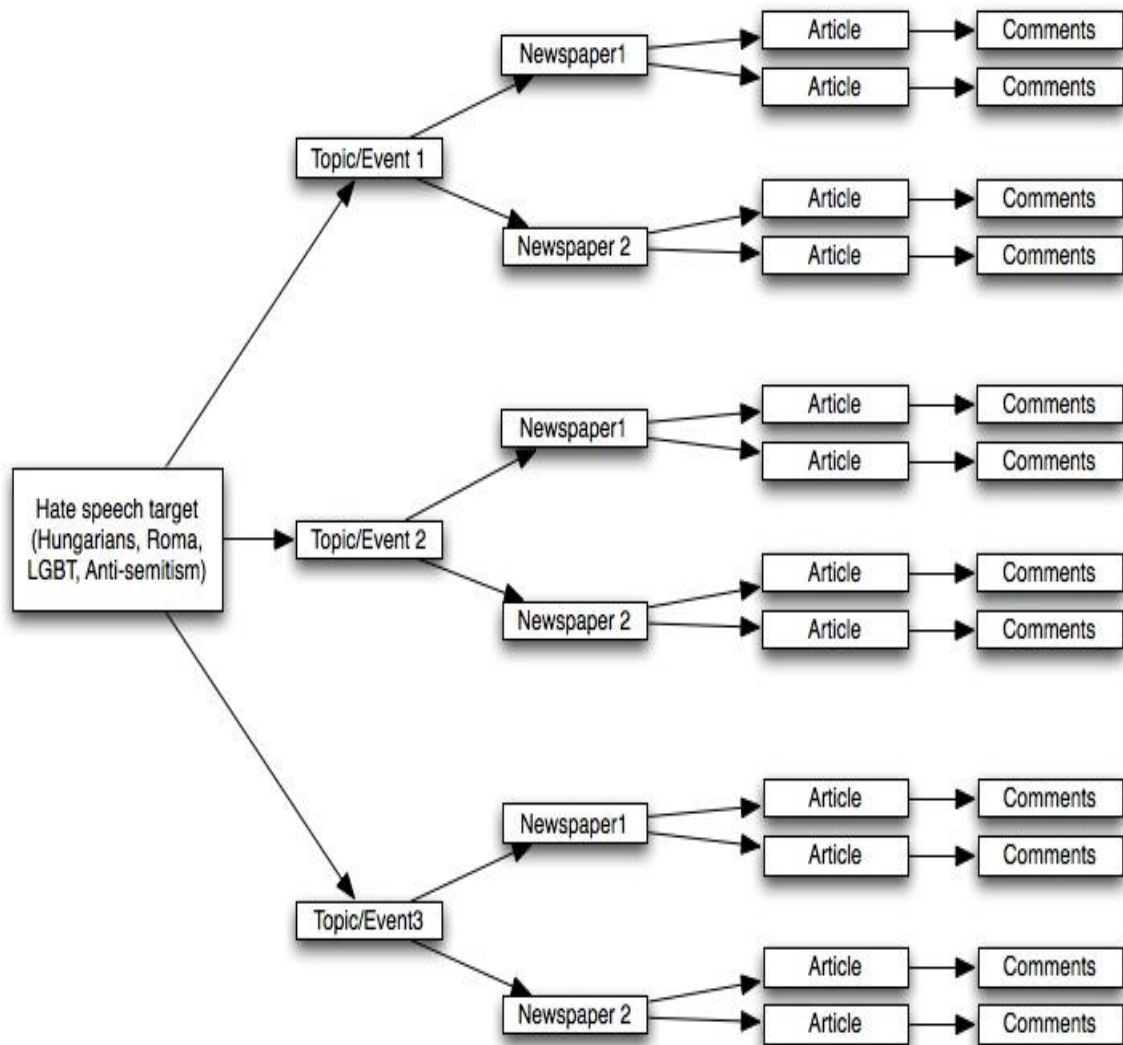 Article Comments
Newspaper1
Article Comments
Topic/Event 1
Article Comments
Newspaper 2
Article Comments
Article Comments
Newspaper1
Article Comments
Hate speech target
(Hungarians, Roma,
LGBT, Anti-semitism)
Topic/Event 2
Article Comments
Newspaper 2
Article Comments
Article Comments
Newspaper1
Article Comments
Topic/Event3
Article Comments
Newspaper 2
Article Comments